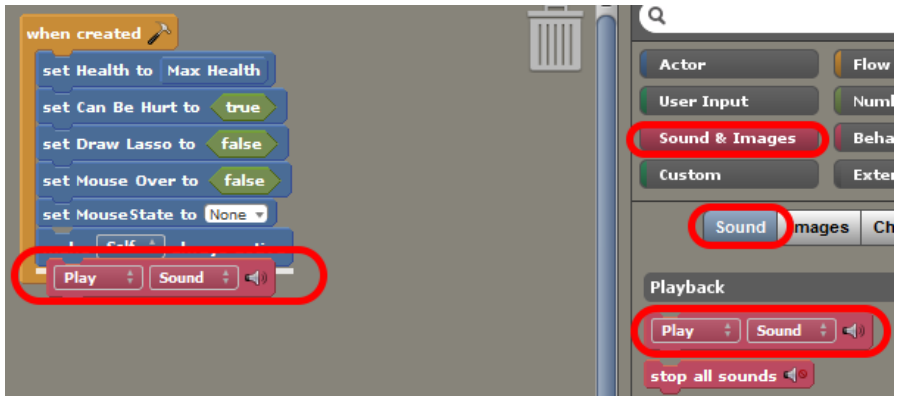 when created
set Health to Max Health
set Can Be Hurt to true
set Draw Lasso to false
set Mouse Over to false
set MouseState to None
Self
Play Sound
Actor
Flow
User Input
Sound & Images
Custom
Sound
Playback
Play Sound
stop all sounds